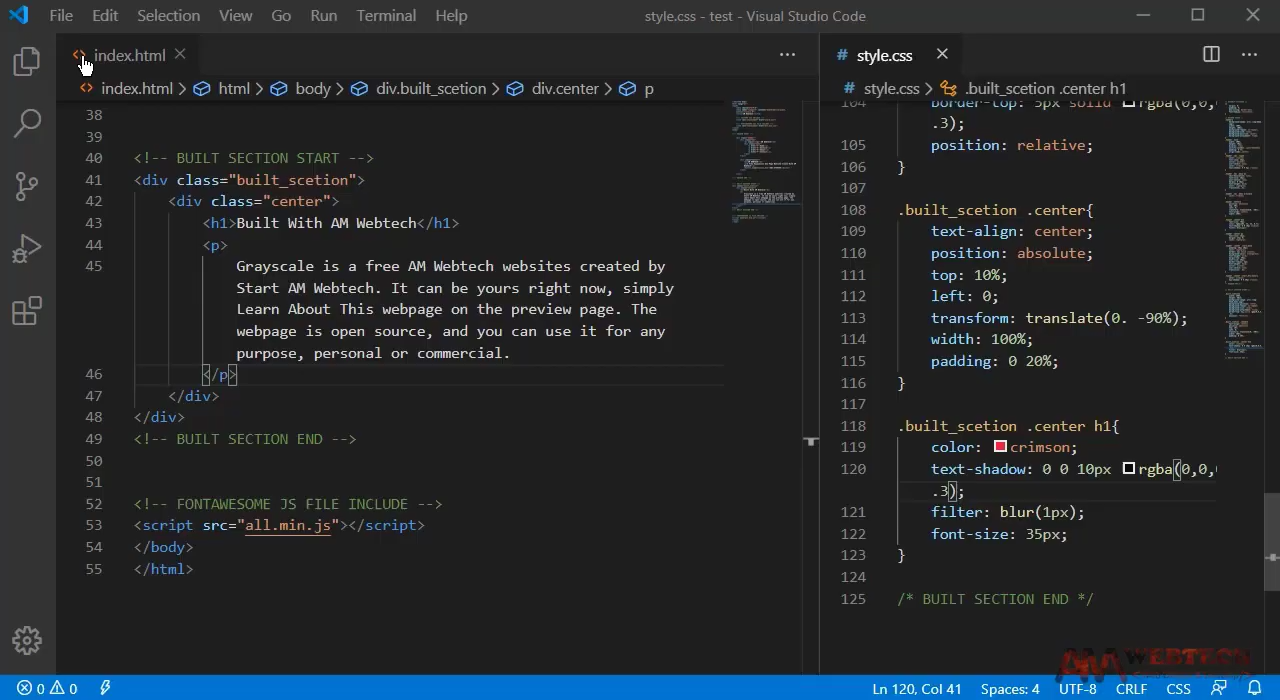 File Edit Selection View Go Run Terminal Help style.css - test - Visual Studio Code
index.html
index.html > html > body > div.built_scetion > div.center > p
38
39
40 <!-- BUILT SECTION START -->
41 <div class="built_scetion">
42 <div class="center">
43 <h1>Built With AM Webtech</h1>
44 <p>
45 Grayscale is a free AM Webtech websites created by
Start AM Webtech. It can be yours right now, simply
Learn About This webpage on the preview page. The
webpage is open source, and you can use it for any
purpose, personal or commercial.
46 </p>
47 </div>
48 </div>
49 <!-- BUILT SECTION END -->
50
51
52 <!-- FONTAWESOME JS FILE INCLUDE -->
53 <script src="all.min.js"></script>
54 </body>
55 </html>
# style.css
# style.css > .built_scetion .center h1
104 border-top: 5px solid rgba(0,0,
.3);
105 position: relative;
106 }
107
108 .built_scetion .center{
109 text-align: center;
110 position: absolute;
111 top: 10%;
112 left: 0;
113 transform: translate(0. -90%);
114 width: 100%;
115 padding: 0 20%;
116 }
117
118 .built_scetion .center h1{
119 color: crimson;
120 text-shadow: 0 0 10px rgba(0,0,
.3);
121 filter: blur(1px);
122 font-size: 35px;
123 }
124
125 /* BUILT SECTION END */
AM WEBTECH
0 0 Ln 120, Col 41 Spaces: 4 UTF-8 CRLF CSS